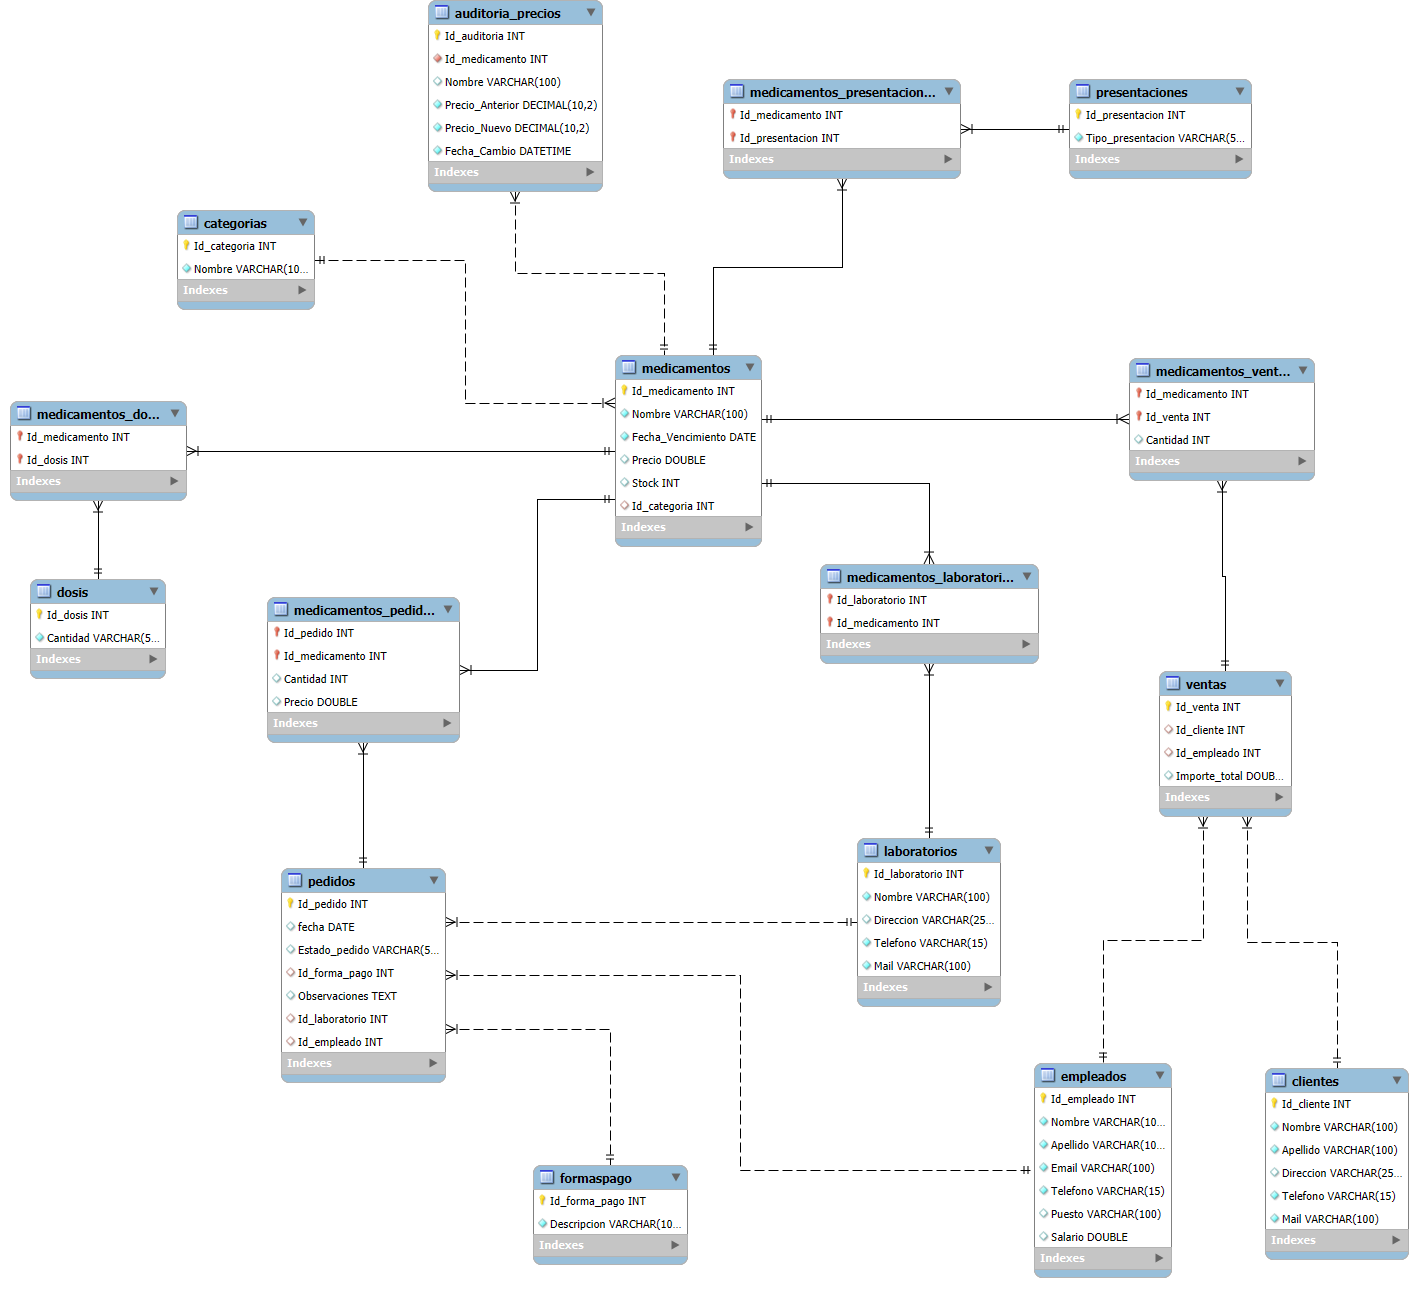 auditoria_precios
Id_auditoria INT
Id_medicamento INT
Nombre VARCHAR(100)
Precio_Anterior DECIMAL(10,2)
Precio_Nuevo DECIMAL(10,2)
Fecha_Cambio DATETIME
Indexes
medicamentos_presentacion...
Id_medicamento INT
Id_presentacion INT
Indexes
presentaciones
Id_presentacion INT
Tipo_presentacion VARCHAR(5...
Indexes
categorias
Id_categoria INT
Nombre VARCHAR(10...
Indexes
medicamentos
Id_medicamento INT
Nombre VARCHAR(100)
Fecha_Vencimiento DATE
Precio DOUBLE
Stock INT
Id_categoria INT
Indexes
medicamentos_vent...
Id_medicamento INT
Id_venta INT
Cantidad INT
Indexes
medicamentos_do...
Id_medicamento INT
Id_dosis INT
Indexes
dosis
Id_dosis INT
Cantidad VARCHAR(5...
Indexes
medicamentos_pedid...
Id_pedido INT
Id_medicamento INT
Cantidad INT
Precio DOUBLE
Indexes
medicamentos_laboratori...
Id_laboratorio INT
Id_medicamento INT
Indexes
ventas
Id_venta INT
Id_cliente INT
Id_empleado INT
Importe_total DOUB...
Indexes
pedidos
Id_pedido INT
fecha DATE
Estado_pedido VARCHAR(5...
Id_forma_pago INT
Observaciones TEXT
Id_laboratorio INT
Id_empleado INT
Indexes
laboratorios
Id_laboratorio INT
Nombre VARCHAR(100)
Direccion VARCHAR(25...
Telefono VARCHAR(15)
Mail VARCHAR(100)
Indexes
formaspago
Id_forma_pago INT
Descripcion VARCHAR(10...
Indexes
empleados
Id_empleado INT
Nombre VARCHAR(10...
Apellido VARCHAR(10...
Email VARCHAR(100)
Telefono VARCHAR(15)
Puesto VARCHAR(100)
Salario DOUBLE
Indexes
clientes
Id_cliente INT
Nombre VARCHAR(100)
Apellido VARCHAR(100)
Direccion VARCHAR(25...
Telefono VARCHAR(15)
Mail VARCHAR(100)
Indexes